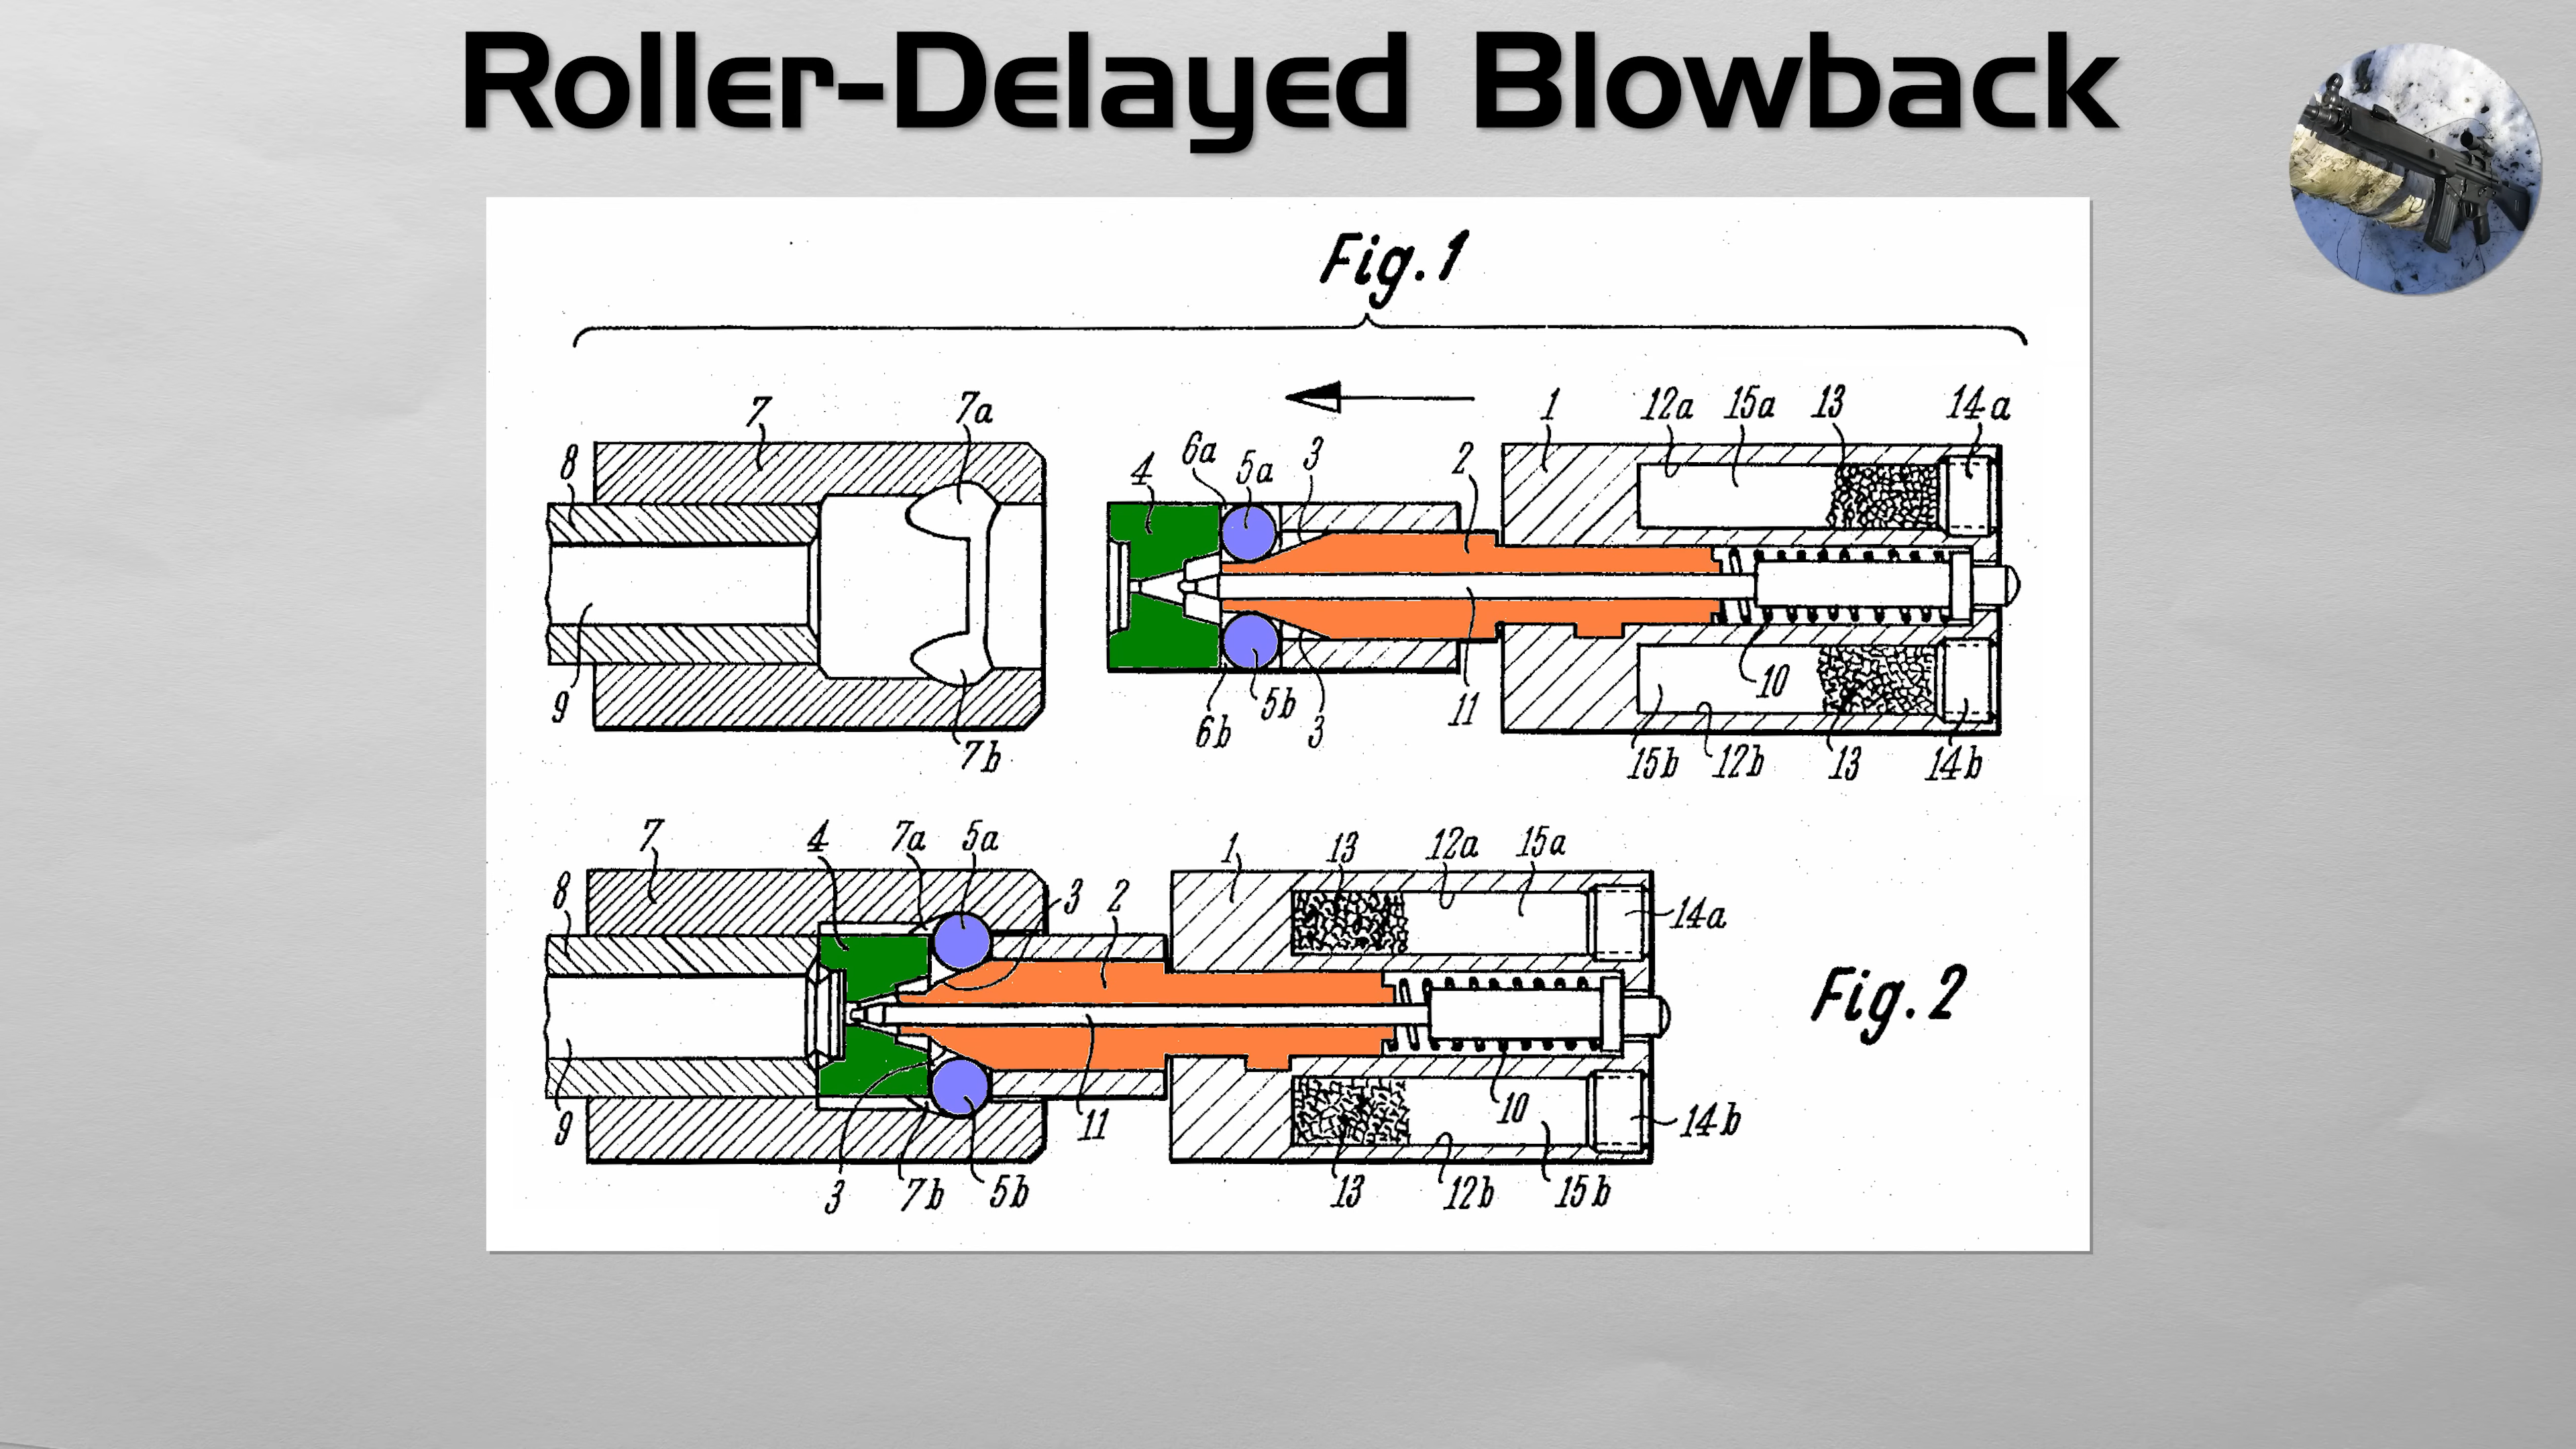 Roller-Delayed Blowback
Fig.1
7 7a 1 12a 15a 13 14a
8 4 6a 5a 3 2
9 7b 6b 5b 3 11 15b 12b 10 13 14b
7 4 7a 5a 3 2 1 13 12a 15a
8 14a
Fig.2
9 3 7b 5b 11 13 12b 10 15b 14b